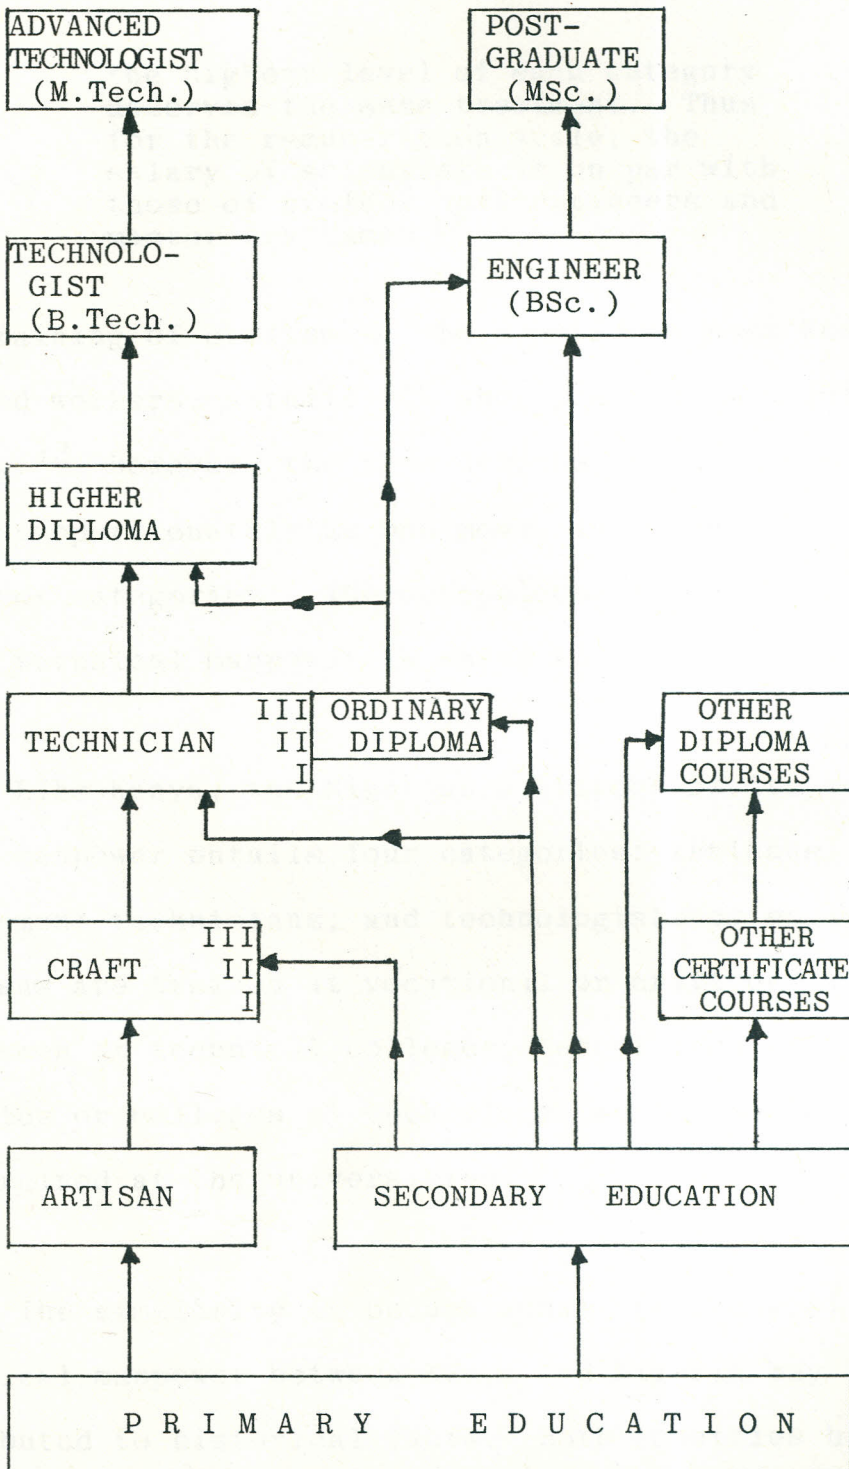 ADVANCED
TECHNOLOGIST
(M.Tech.)
POST-
GRADUATE
(MSc.)
TECHNOLO-
GIST
(B.Tech.)
ENGINEER
(BSc.)
HIGHER
DIPLOMA
TECHNICIAN
III
II
I
ORDINARY
DIPLOMA
OTHER
DIPLOMA
COURSES
CRAFT
III
II
I
OTHER
CERTIFICATE
COURSES
ARTISAN
SECONDARY EDUCATION
PRIMARY EDUCATION